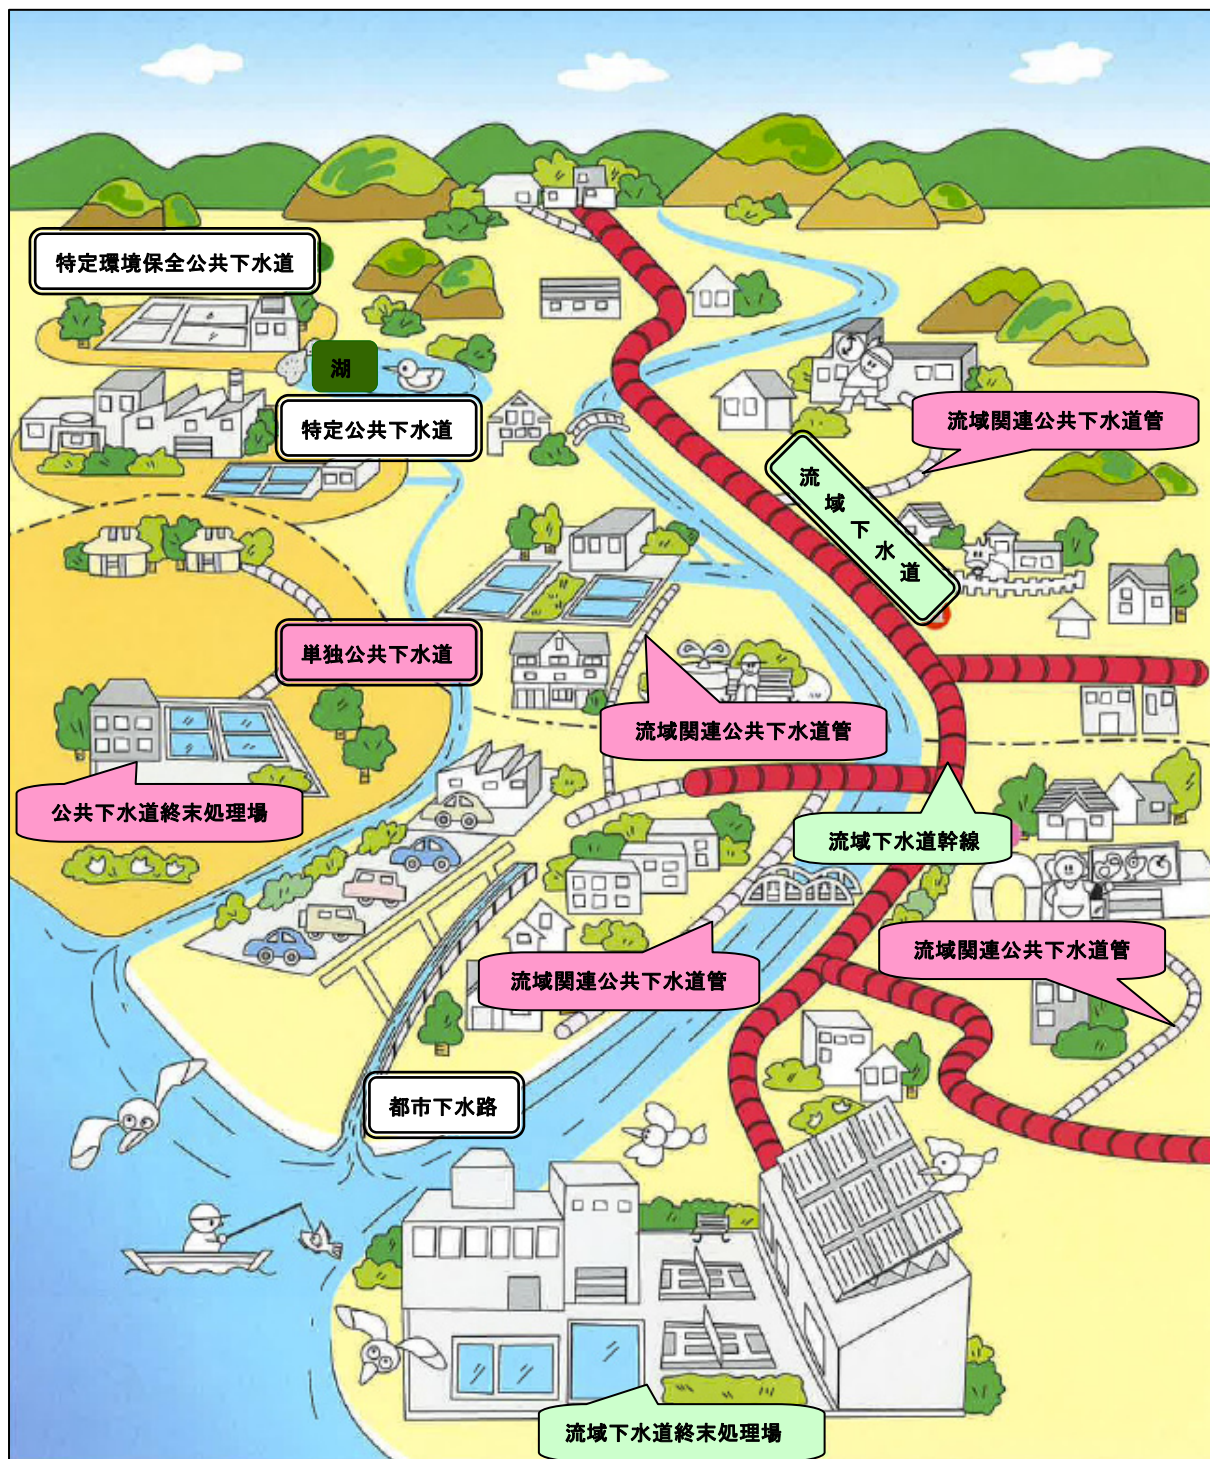 特定環境保全公共下水道
湖
特定公共下水道
流域関連公共下水道管
流域下水道
単独公共下水道
流域関連公共下水道管
公共下水道終末処理場
流域下水道幹線
流域関連公共下水道管
流域関連公共下水道管
都市下水路
流域下水道終末処理場